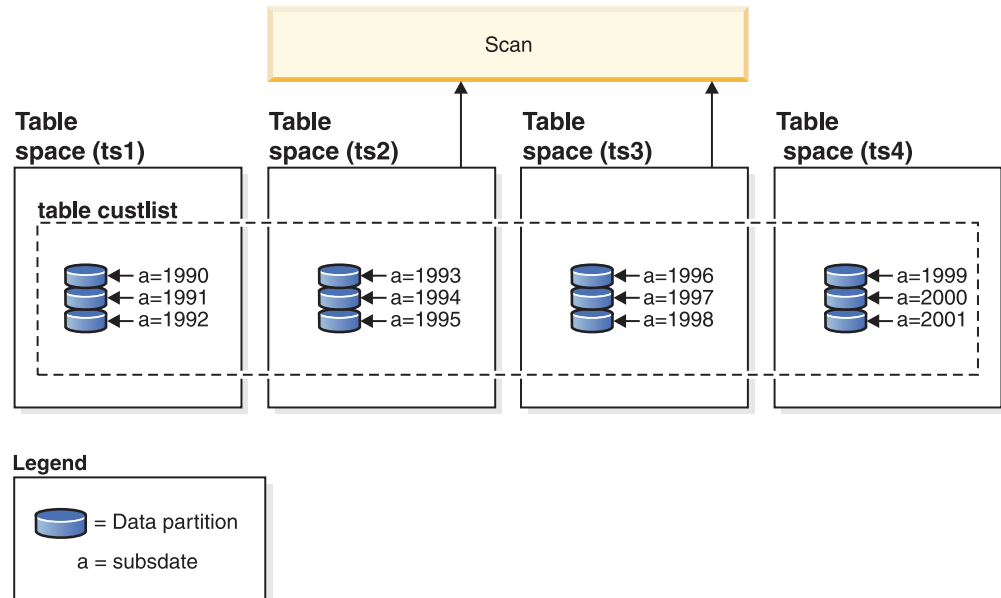 Scan
Table
space (ts1)
Table
space (ts2)
Table
space (ts3)
Table
space (ts4)
table custlist
a=1990
a=1991
a=1992
a=1993
a=1994
a=1995
a=1996
a=1997
a=1998
a=1999
a=2000
a=2001
Legend
= Data partition
a = subsdate